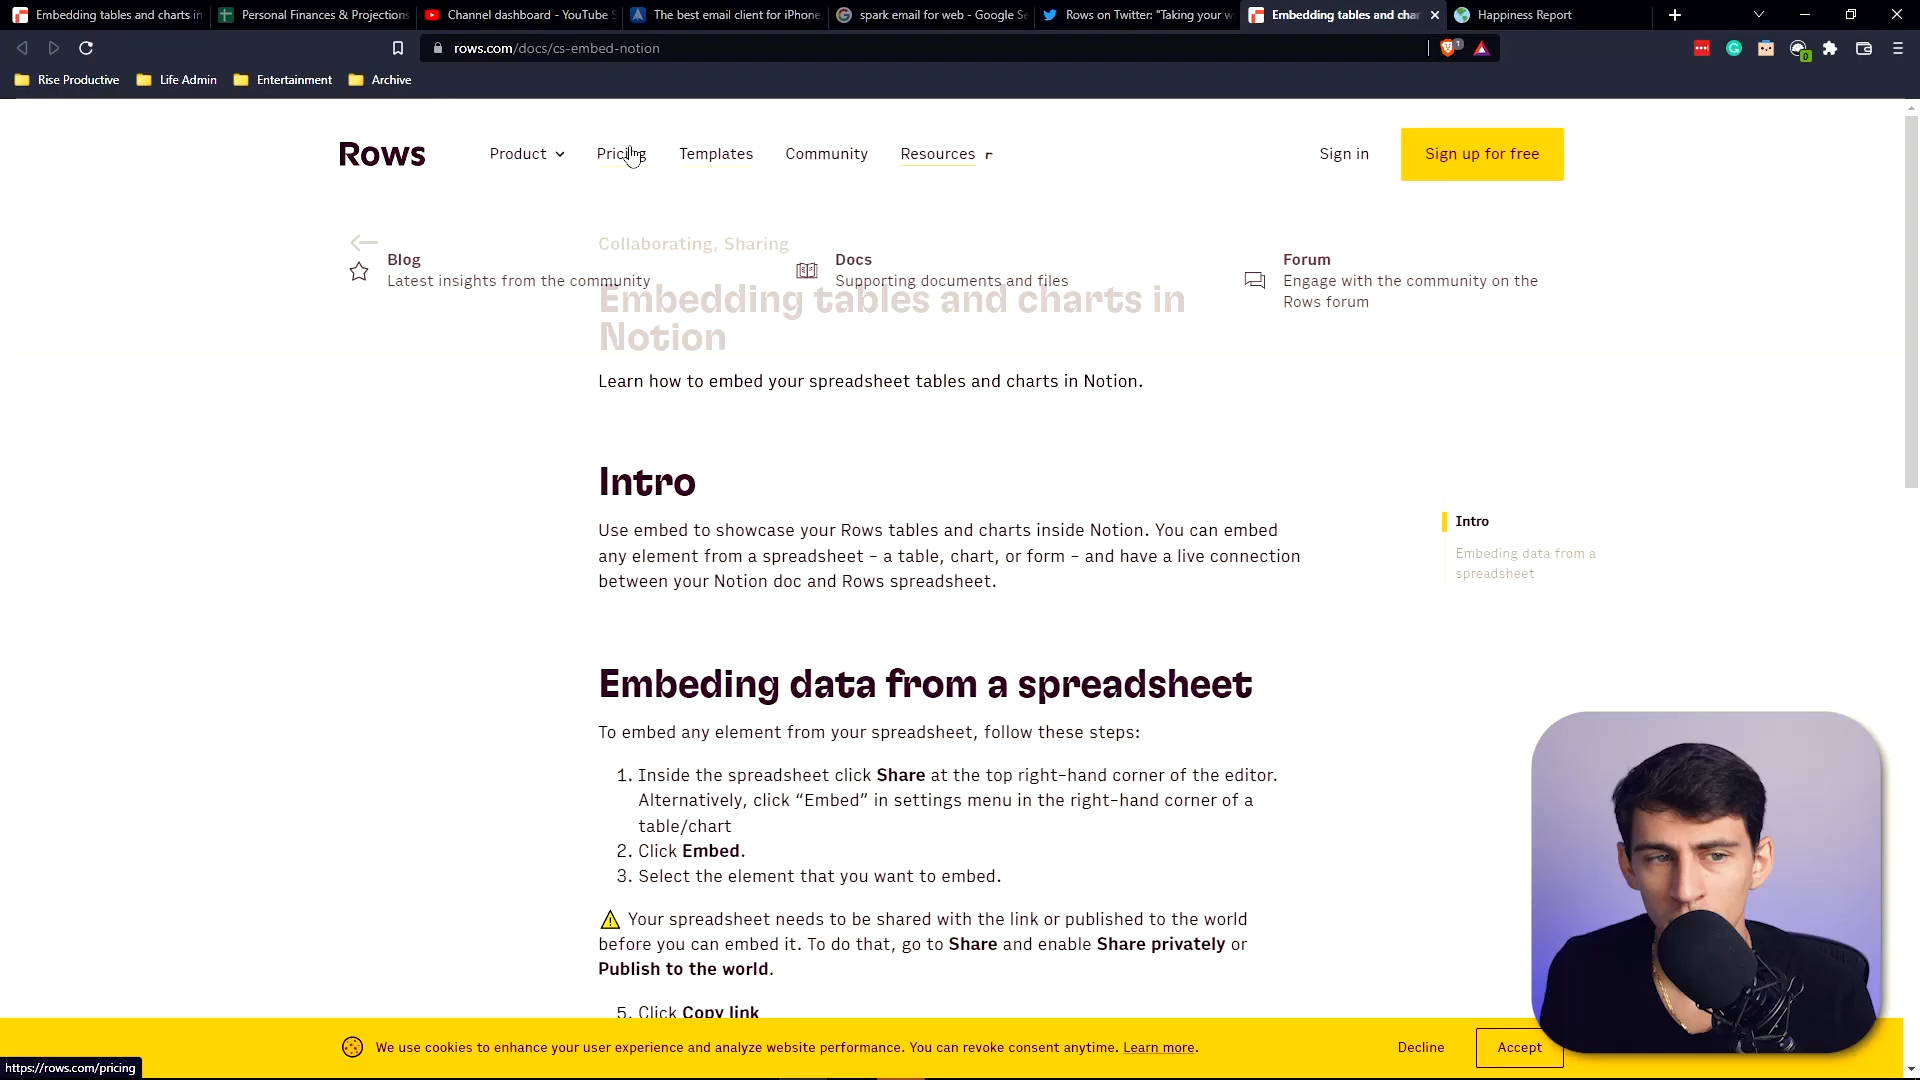 Embedding tables and charts in
Personal Finances & Projections
Channel dashboard - YouTube S
The best email client for iPhone,
spark email for web - Google Se
Rows on Twitter: "Taking your w
Embedding tables and char
Happiness Report
rows.com/docs/cs-embed-notion
1
0
Rise Productive
Life Admin
Entertainment
Archive
Rows
Product
Pricing
Templates
Community
Resources
Sign in
Sign up for free
Collaborating, Sharing
Blog
Latest insights from the community
Docs
Supporting documents and files
Forum
Engage with the community on the
Rows forum
Embedding tables and charts in
Notion
Learn how to embed your spreadsheet tables and charts in Notion.
Intro
Use embed to showcase your Rows tables and charts inside Notion. You can embed
any element from a spreadsheet – a table, chart, or form – and have a live connection
between your Notion doc and Rows spreadsheet.
Intro
Embeding data from a
spreadsheet
Embeding data from a spreadsheet
To embed any element from your spreadsheet, follow these steps:
1. Inside the spreadsheet click Share at the top right-hand corner of the editor.
Alternatively, click “Embed” in settings menu in the right-hand corner of a
table/chart
2. Click Embed.
3. Select the element that you want to embed.
⚠️ Your spreadsheet needs to be shared with the link or published to the world
before you can embed it. To do that, go to Share and enable Share privately or
Publish to the world.
5. Click Copy link
We use cookies to enhance your user experience and analyze website performance. You can revoke consent anytime. Learn more.
Decline
Accept
https://rows.com/pricing